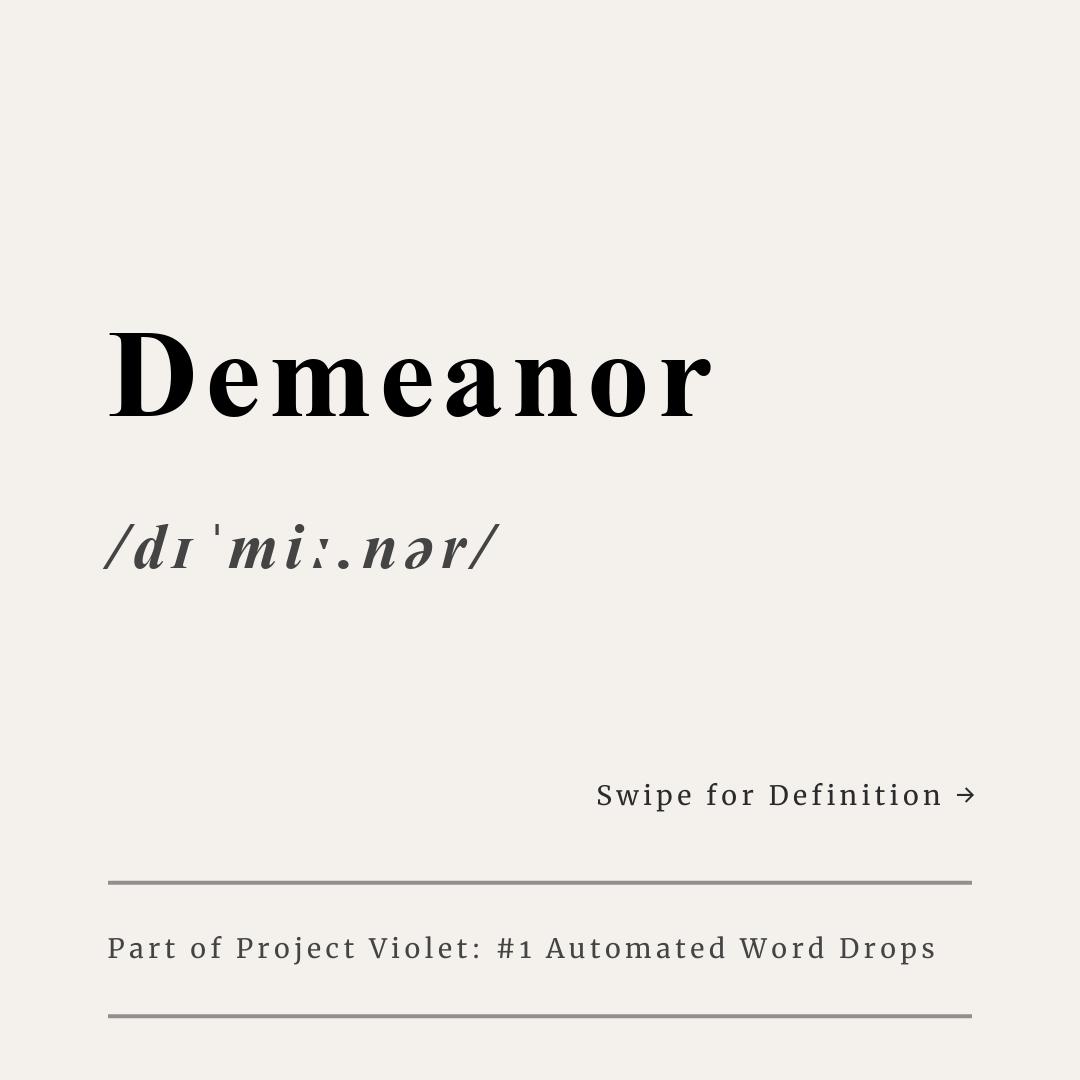 Demeanor
/dɪˈmiː.nər/
Swipe for Definition →
Part of Project Violet: #1 Automated Word Drops